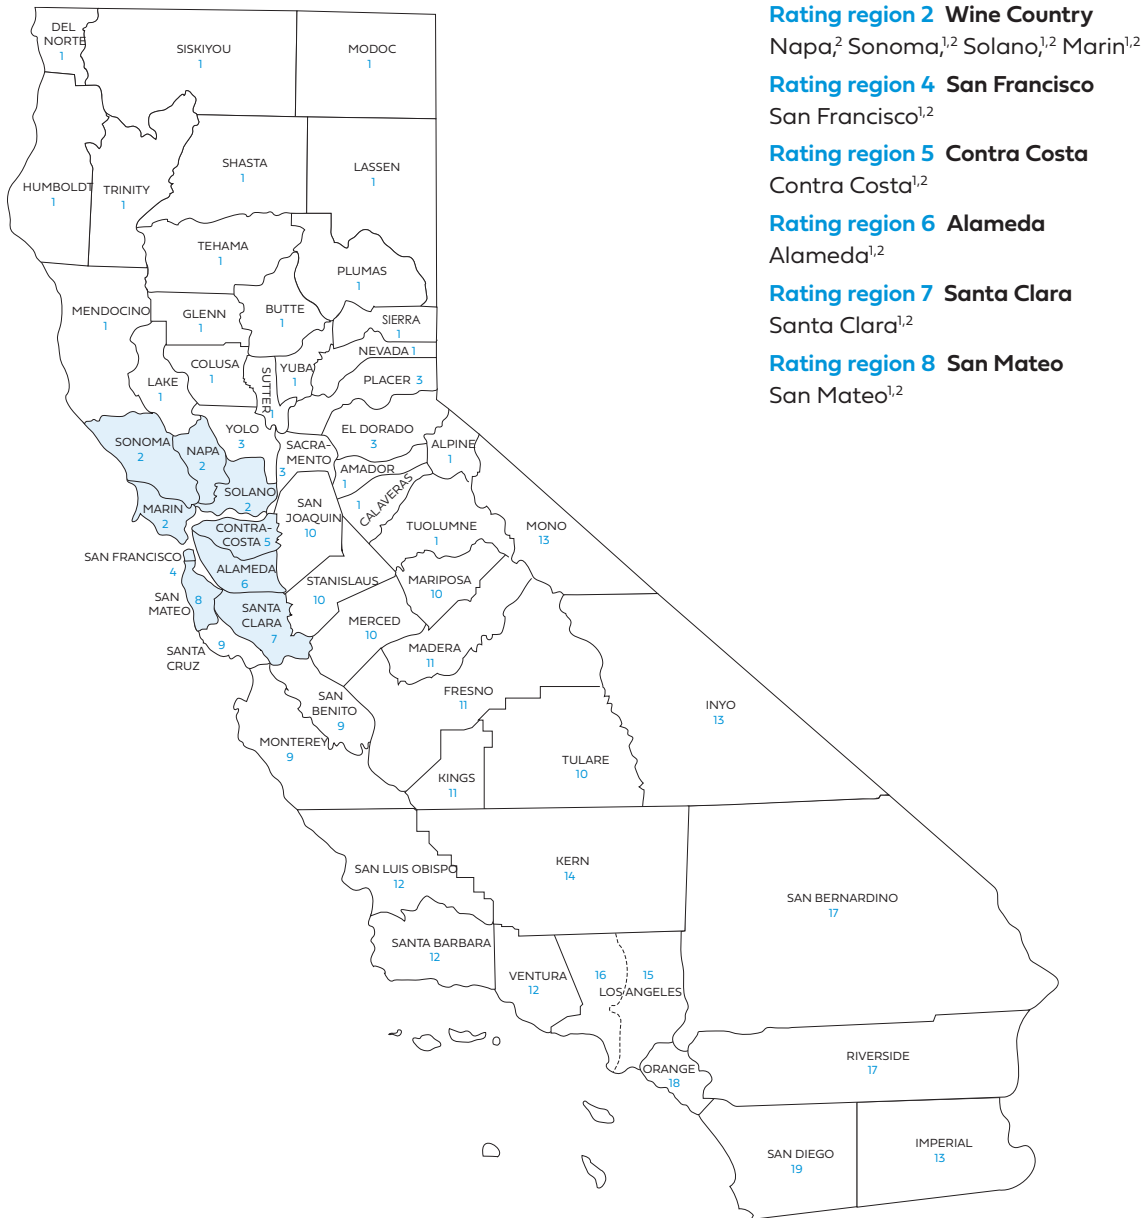 Rating region 2 Wine Country
Napa,² Sonoma,¹,² Solano,¹,² Marin¹,²
Rating region 4 San Francisco
San Francisco¹,²
Rating region 5 Contra Costa
Contra Costa¹,²
Rating region 6 Alameda
Alameda¹,²
Rating region 7 Santa Clara
Santa Clara¹,²
Rating region 8 San Mateo
San Mateo¹,²
DEL
NORTE
1
SISKIYOU
1
MODOC
1
HUMBOLDT
1
TRINITY
1
SHASTA
1
LASSEN
1
TEHAMA
1
PLUMAS
1
MENDOCINO
1
GLENN
1
BUTTE
1
SIERRA
1
NEVADA 1
COLUSA
1
SUTTER
1
YUBA
1
PLACER 3
LAKE
1
YOLO
3
EL DORADO
3
SACRA-
MENTO
3
ALPINE
1
AMADOR
1
CALAVERAS
1
SONOMA
2
NAPA
2
SOLANO
2
MARIN
2
SAN
JOAQUIN
10
TUOLUMNE
1
MONO
13
CONTRA-
COSTA 5
SAN FRANCISCO
4
ALAMEDA
6
STANISLAUS
10
MARIPOSA
10
SAN
MATEO
8
SANTA
CLARA
7
MERCED
10
SANTA
CRUZ
9
MADERA
11
FRESNO
11
SAN
BENITO
9
INYO
13
MONTEREY
9
KINGS
11
TULARE
10
SAN LUIS OBISPO
12
KERN
14
SAN BERNARDINO
17
SANTA BARBARA
12
VENTURA
12
16
15
LOS ANGELES
ORANGE
18
RIVERSIDE
17
SAN DIEGO
19
IMPERIAL
13